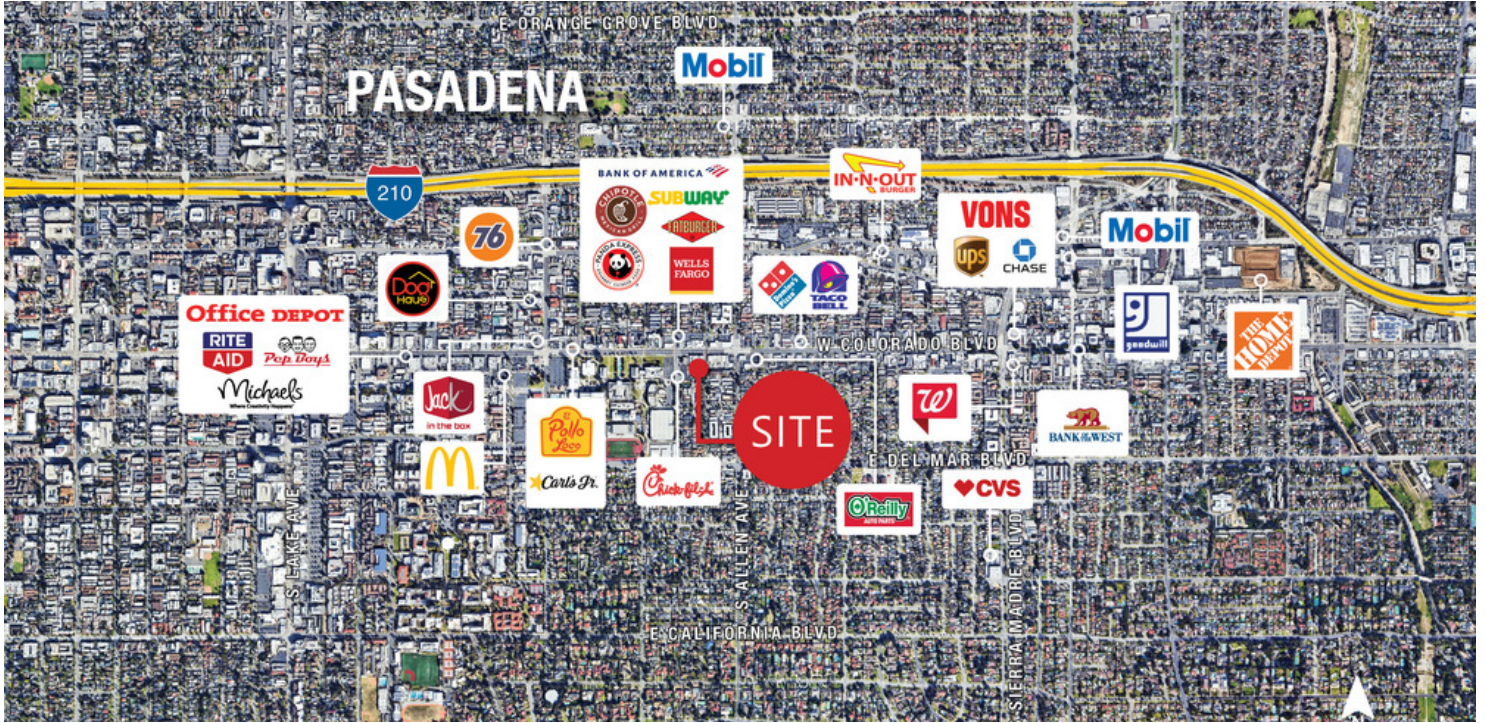 E ORANGE GROVE BLVD
Mobil
PASADENA
210
76
BANK OF AMERICA
CHIPOTLE
MEXICAN GRILL
SUBWAY
FATBURGER
PANDA EXPRESS
WELLS
FARGO
IN-N-OUT
BURGER
VONS
ups
CHASE
Mobil
Dog
Haus
Domino's
Pizza
TACO
BELL
goodwill
THE
HOME
DEPOT
Office DEPOT
RITE
AID
Pep Boys
Michaels
Where Creativity Happens
W COLORADO BLVD
Jack
in the box
M
El
Pollo
Loco
Carl's Jr.
Chick-fil-A
SITE
W
BANK OF THE WEST
E DEL MAR BLVD
O'Reilly
AUTO PARTS
CVS
S LAKE AVE
S ALLEN AVE
SIERRA MADRE BLVD
E CALIFORNIA BLVD